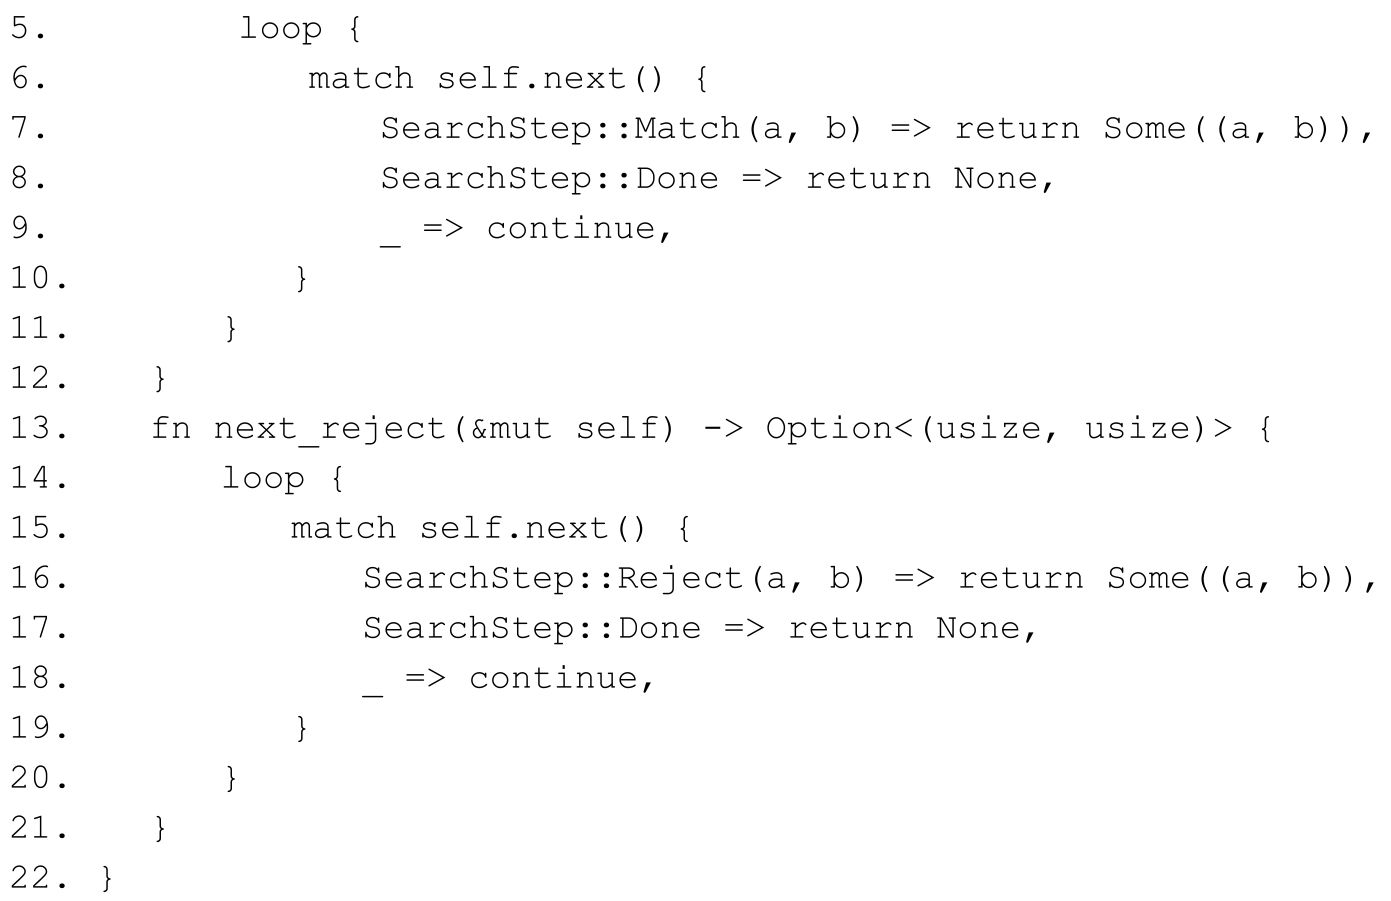 5.         loop {
6.             match self.next() {
7.                 SearchStep::Match(a, b) => return Some((a, b)),
8.                 SearchStep::Done => return None,
9.                 _ => continue,
10.            }
11.        }
12.    }
13.    fn next_reject(&mut self) -> Option<(usize, usize)> {
14.        loop {
15.            match self.next() {
16.                SearchStep::Reject(a, b) => return Some((a, b)),
17.                SearchStep::Done => return None,
18.                _ => continue,
19.            }
20.        }
21.    }
22. }